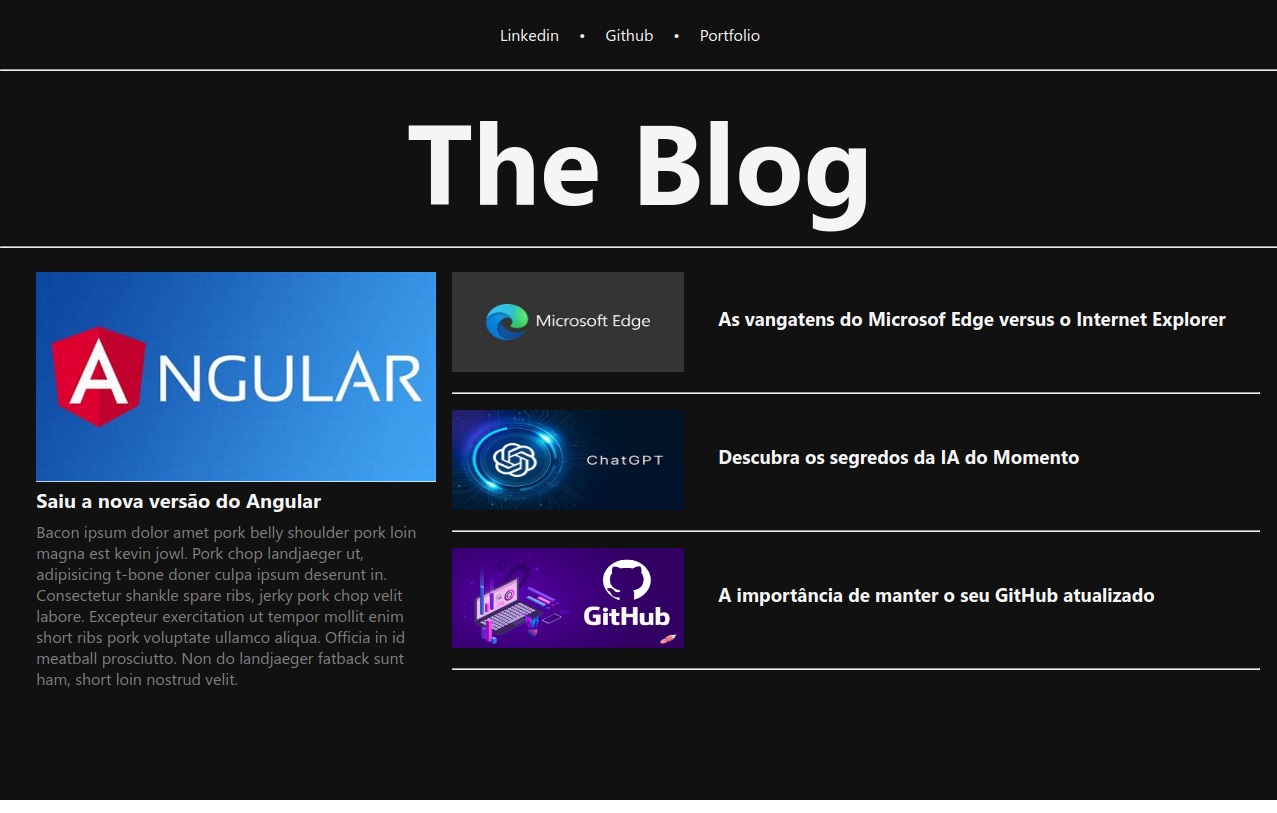 Linkedin • Github • Portfolio
The Blog
ANGULAR
Saiu a nova versão do Angular
Bacon ipsum dolor amet pork belly shoulder pork loin
magna est kevin jowl. Pork chop landjaeger ut,
adipisicing t-bone doner culpa ipsum deserunt in.
Consectetur shankle spare ribs, jerky pork chop velit
labore. Excepteur exercitation ut tempor mollit enim
short ribs pork voluptate ullamco aliqua. Officia in id
meatball prosciutto. Non do landjaeger fatback sunt
ham, short loin nostrud velit.
Microsoft Edge
As vangatens do Microsof Edge versus o Internet Explorer
ChatGPT
Descubra os segredos da IA do Momento
GitHub
A importância de manter o seu GitHub atualizado